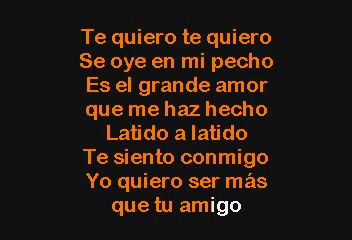 Te quiero te quiero
Se oye en mi pecho
Es el grande amor
que me haz hecho
Latido a latido
Te siento conmigo
Yo quiero ser más
que tu amigo